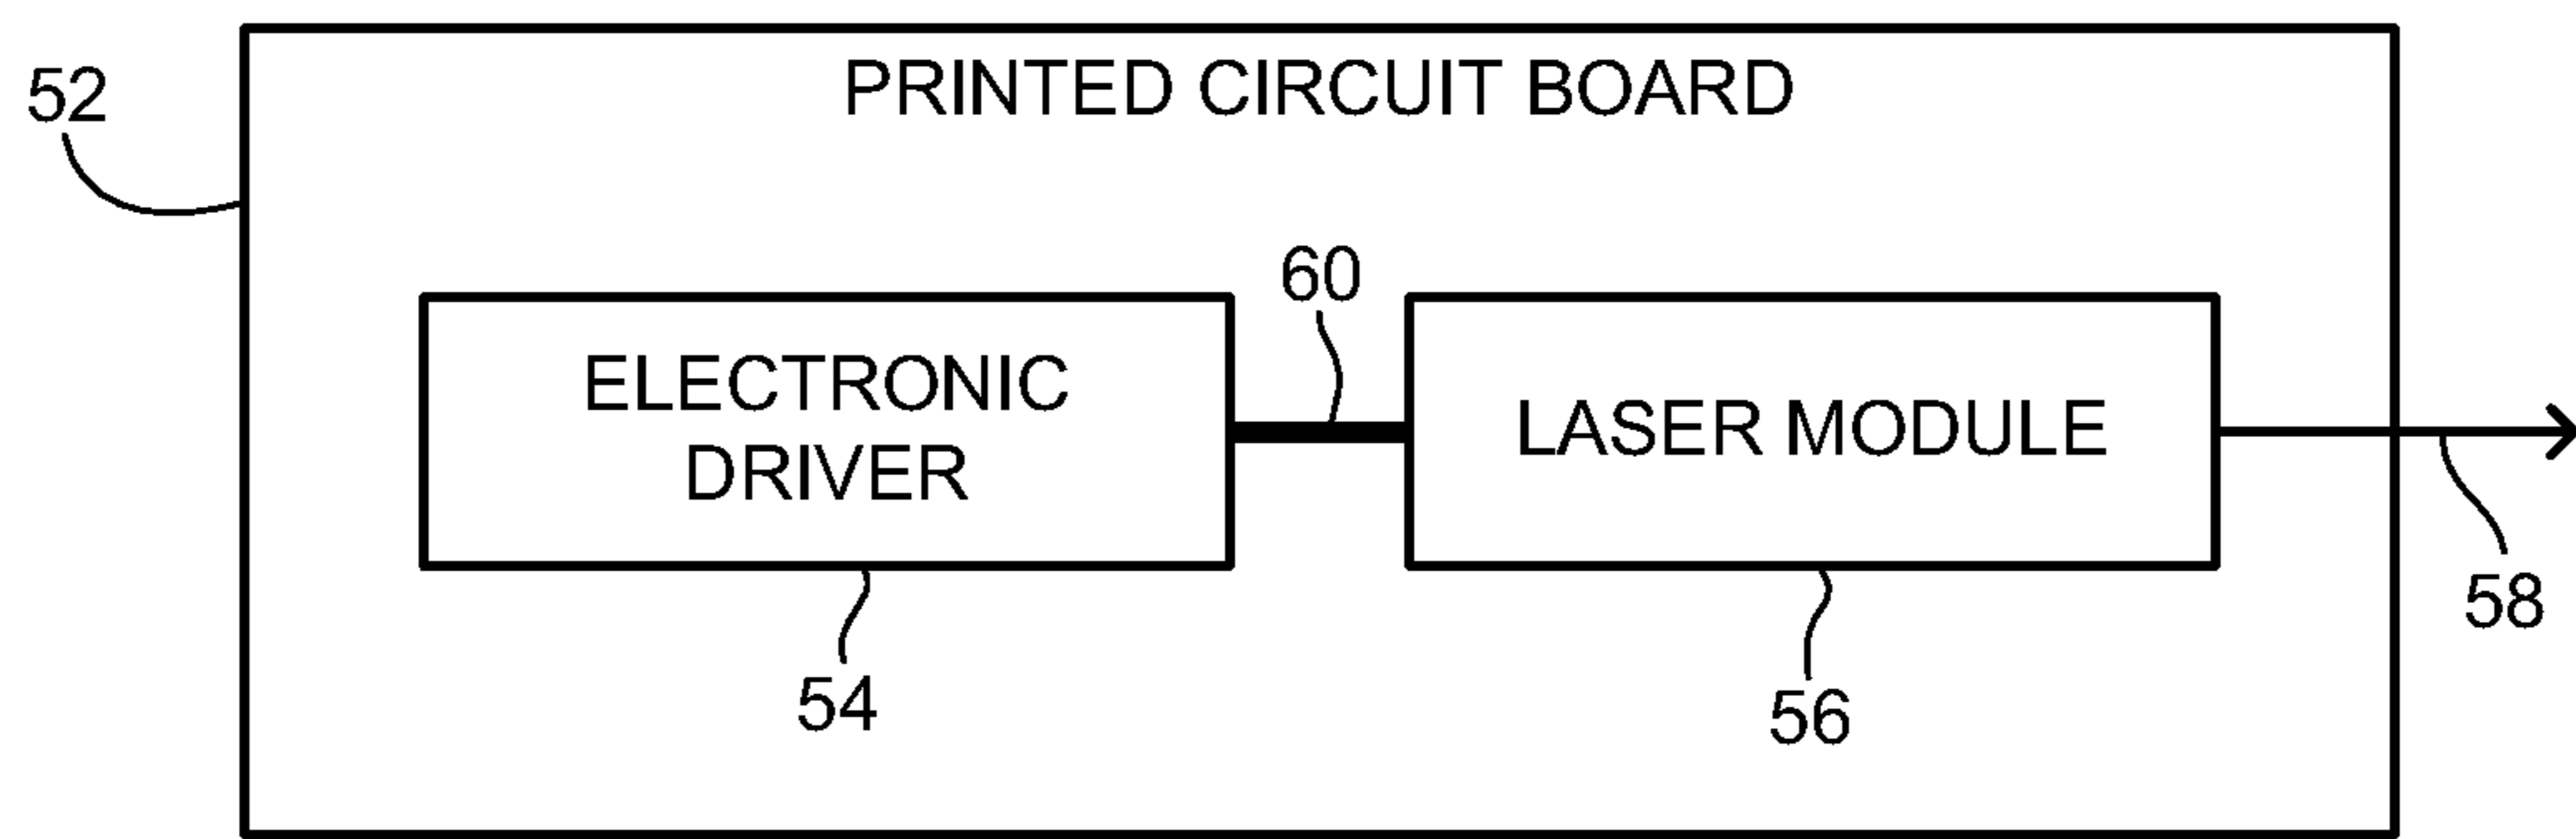 PRINTED CIRCUIT BOARD
52
60
ELECTRONIC
DRIVER
LASER MODULE
58
54
56